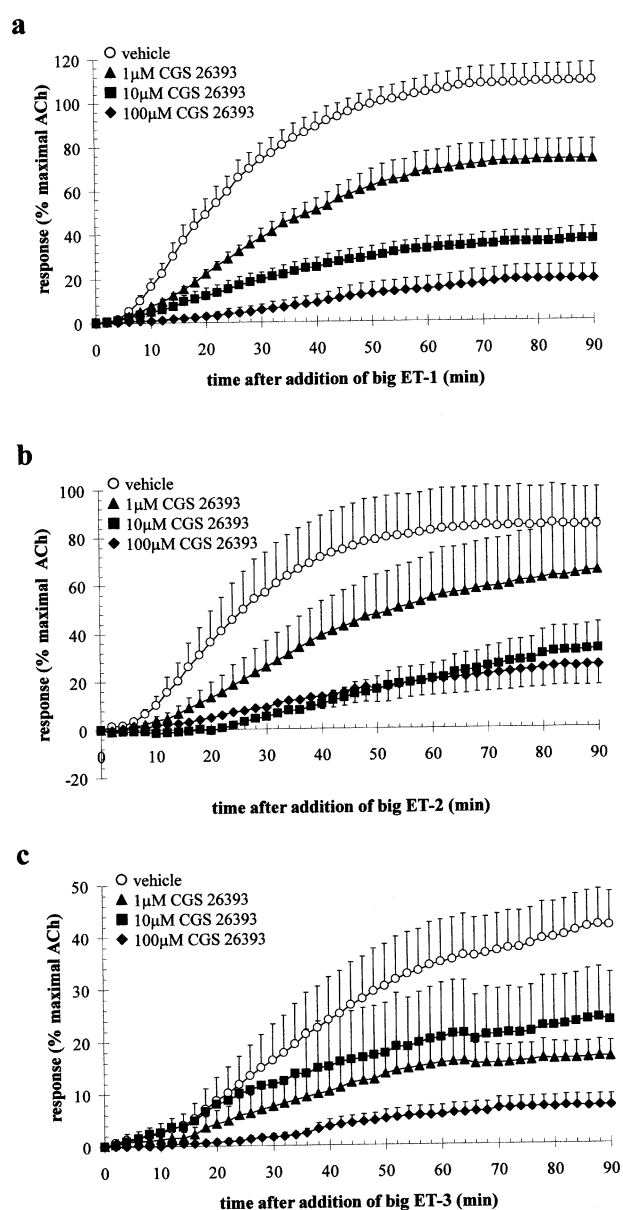 a
vehicle
1µM CGS 26393
10µM CGS 26393
100µM CGS 26393
response (% maximal ACh)
120
100
80
60
40
20
0
0 10 20 30 40 50 60 70 80 90
time after addition of big ET-1 (min)
b
vehicle
1µM CGS 26393
10µM CGS 26393
100µM CGS 26393
response (% maximal ACh)
100
80
60
40
20
0
-20
0 10 20 30 40 50 60 70 80 90
time after addition of big ET-2 (min)
c
vehicle
1µM CGS 26393
10µM CGS 26393
100µM CGS 26393
response (% maximal ACh)
50
40
30
20
10
0
0 10 20 30 40 50 60 70 80 90
time after addition of big ET-3 (min)